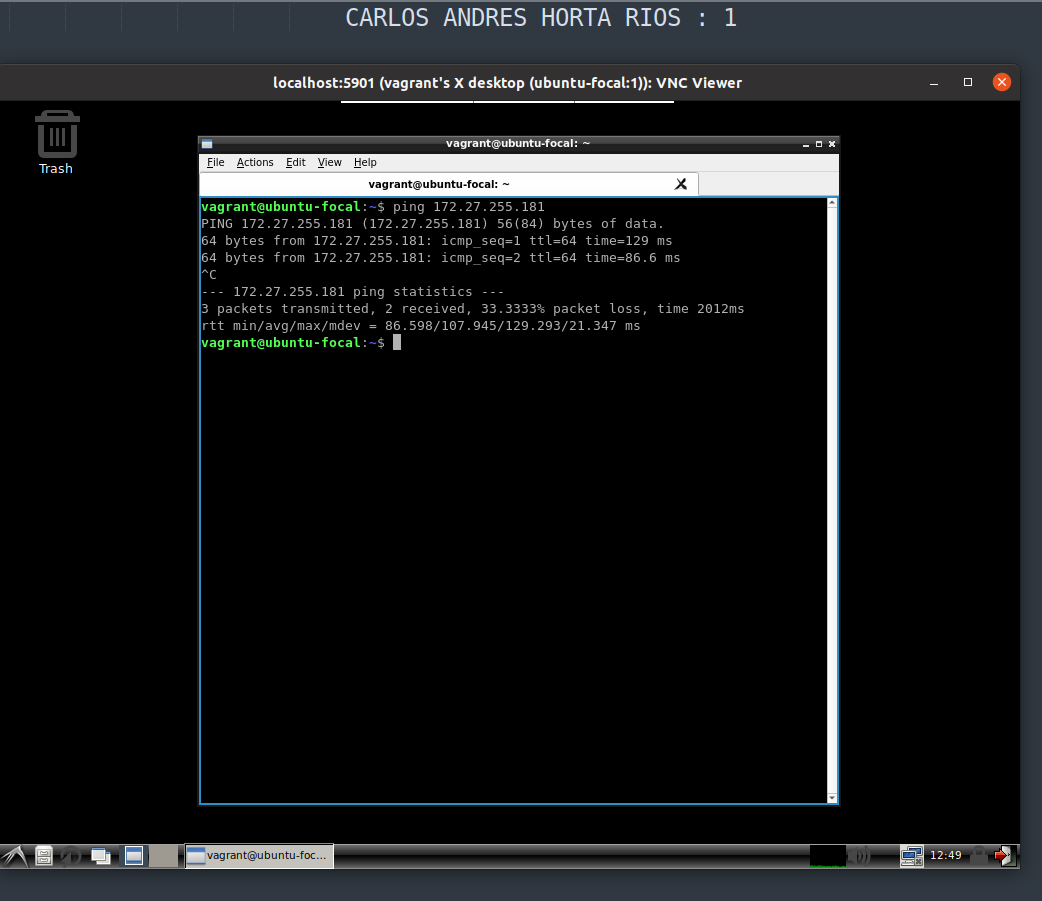 CARLOS ANDRES HORTA RIOS : 1
localhost:5901 (vagrant's X desktop (ubuntu-focal:1)): VNC Viewer
Trash
vagrant@ubuntu-focal: ~
File Actions Edit View Help
vagrant@ubuntu-focal: ~
vagrant@ubuntu-focal:~$ ping 172.27.255.181
PING 172.27.255.181 (172.27.255.181) 56(84) bytes of data.
64 bytes from 172.27.255.181: icmp_seq=1 ttl=64 time=129 ms
64 bytes from 172.27.255.181: icmp_seq=2 ttl=64 time=86.6 ms
^C
--- 172.27.255.181 ping statistics ---
3 packets transmitted, 2 received, 33.3333% packet loss, time 2012ms
rtt min/avg/max/mdev = 86.598/107.945/129.293/21.347 ms
vagrant@ubuntu-focal:~$
vagrant@ubuntu-foc... 12:49